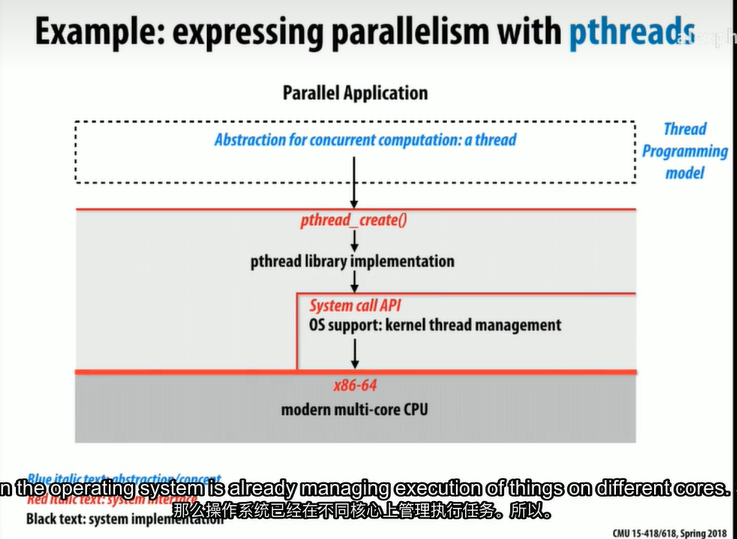 Example: expressing parallelism with pthreads
Parallel Application
Abstraction for concurrent computation: a thread
Thread
Programming
model
pthread_create()
pthread library implementation
System call API
OS support: kernel thread management
x86-64
modern multi-core CPU
Blue italic text: abstraction/concept
n the operating system is already managing execution of things on different cores.
Red italic text: system interface
那么操作系统已经在不同核心上管理执行任务。所以。
Black text: system implementation
CMU 15-418/618, Spring 2018